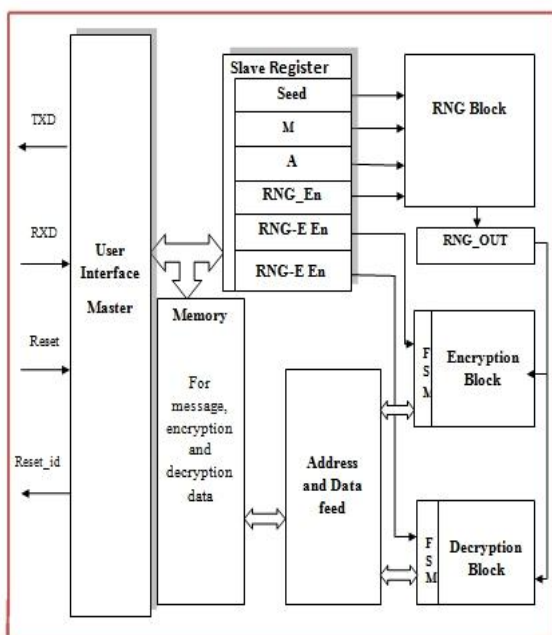 TXD
RXD
Reset
Reset_id
User
Interface
Master
Slave Register
Seed
M
A
RNG_En
RNG-E En
RNG-E En
RNG Block
RNG_OUT
Memory
For
message,
encryption
and
decryption
data
Address
and Data
feed
F
S
M
Encryption
Block
F
S
M
Decryption
Block